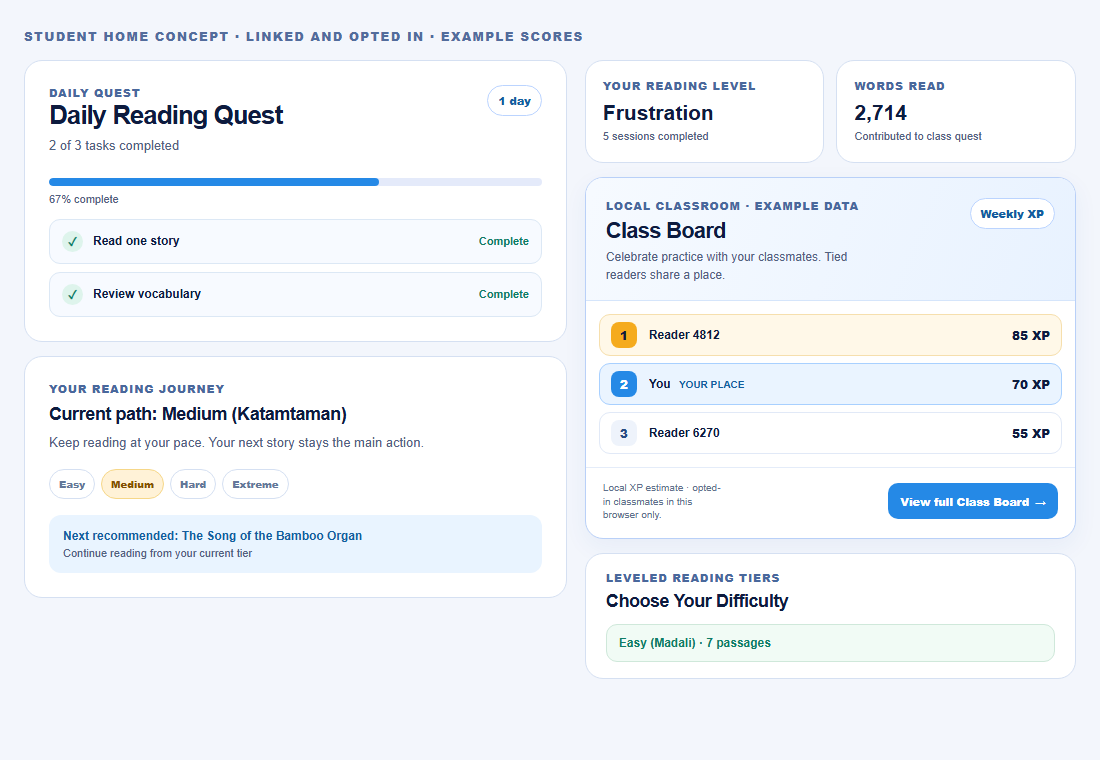 STUDENT HOME CONCEPT · LINKED AND OPTED IN · EXAMPLE SCORES
DAILY QUEST
Daily Reading Quest
1 day
2 of 3 tasks completed
67% complete
✓ Read one story Complete
✓ Review vocabulary Complete
YOUR READING JOURNEY
Current path: Medium (Katamtaman)
Keep reading at your pace. Your next story stays the main action.
Easy Medium Hard Extreme
Next recommended: The Song of the Bamboo Organ
Continue reading from your current tier
YOUR READING LEVEL
Frustration
5 sessions completed
WORDS READ
2,714
Contributed to class quest
LOCAL CLASSROOM · EXAMPLE DATA
Class Board
Weekly XP
Celebrate practice with your classmates. Tied
readers share a place.
1 Reader 4812 85 XP
2 You YOUR PLACE 70 XP
3 Reader 6270 55 XP
Local XP estimate · opted-
in classmates in this
browser only.
View full Class Board →
LEVELED READING TIERS
Choose Your Difficulty
Easy (Madali) · 7 passages